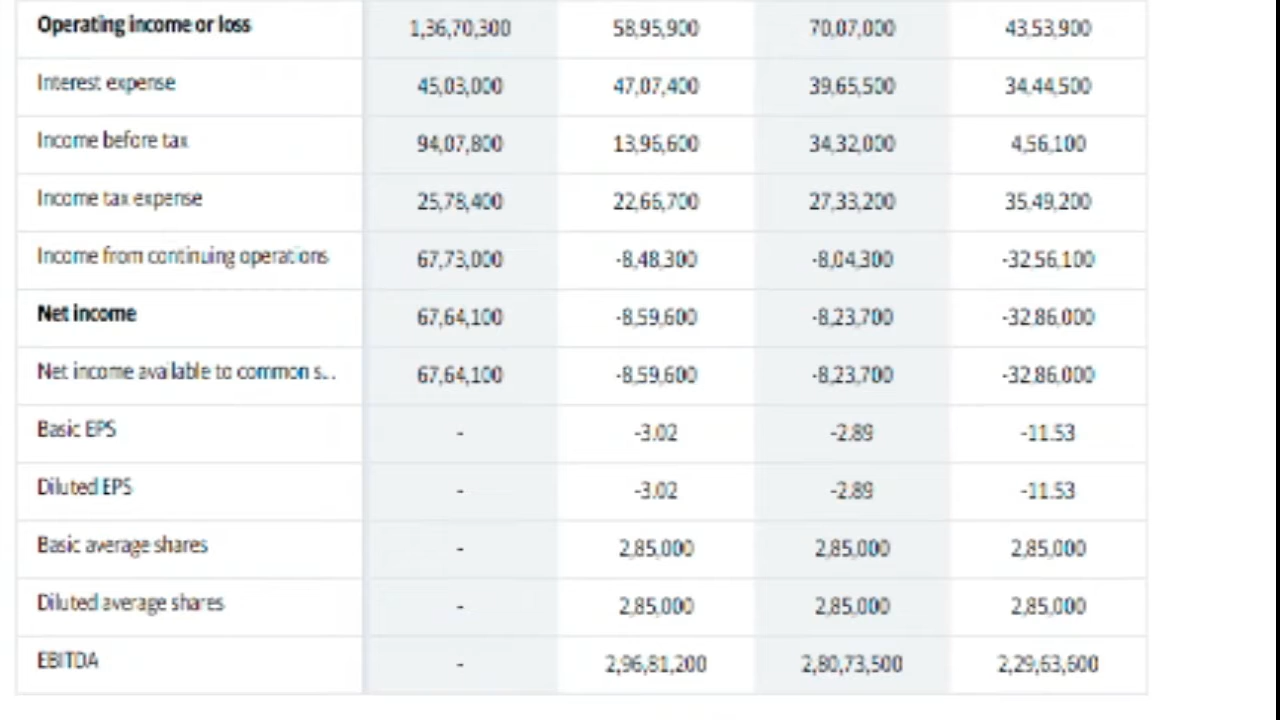 Operating income or loss 1,36,70,300 58,95,900 70,07,000 43,53,900
Interest expense 45,03,000 47,07,400 39,65,500 34,44,500
Income before tax 94,07,800 13,96,600 34,32,000 4,56,100
Income tax expense 25,78,400 22,66,700 27,33,200 35,49,200
Income from continuing operations 67,73,000 -8,48,300 -8,04,300 -32,56,100
Net income 67,64,100 -8,59,600 -8,23,700 -32,86,000
Net income available to common s... 67,64,100 -8,59,600 -8,23,700 -32,86,000
Basic EPS - -3.02 -2.89 -11.53
Diluted EPS - -3.02 -2.89 -11.53
Basic average shares - 2,85,000 2,85,000 2,85,000
Diluted average shares - 2,85,000 2,85,000 2,85,000
EBITDA - 2,96,81,200 2,80,73,500 2,29,63,600